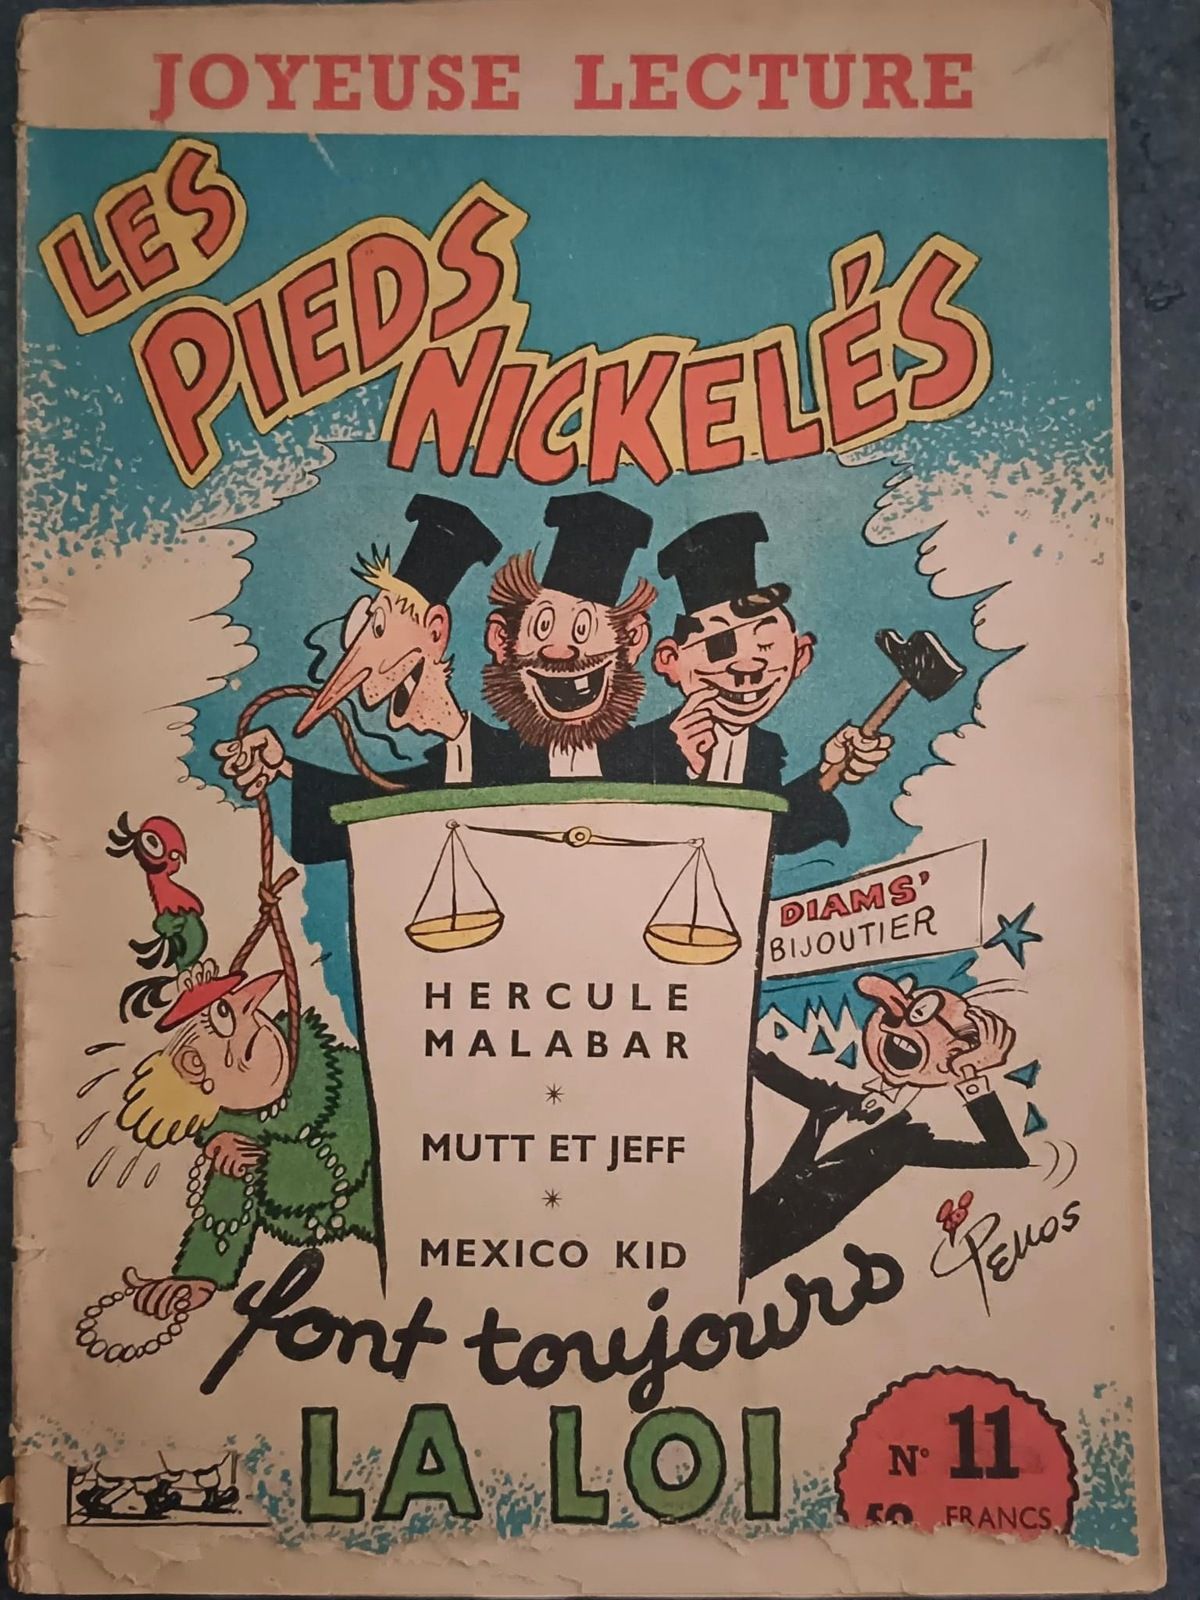 JOYEUSE LECTURE
LES
PIEDS
NICKELÉS
DIAMS'
BIJOUTIER
HERCULE
MALABAR
MUTT ET JEFF
MEXICO KID
Pellos
font toujours
LA LOI
N° 11
50 FRANCS